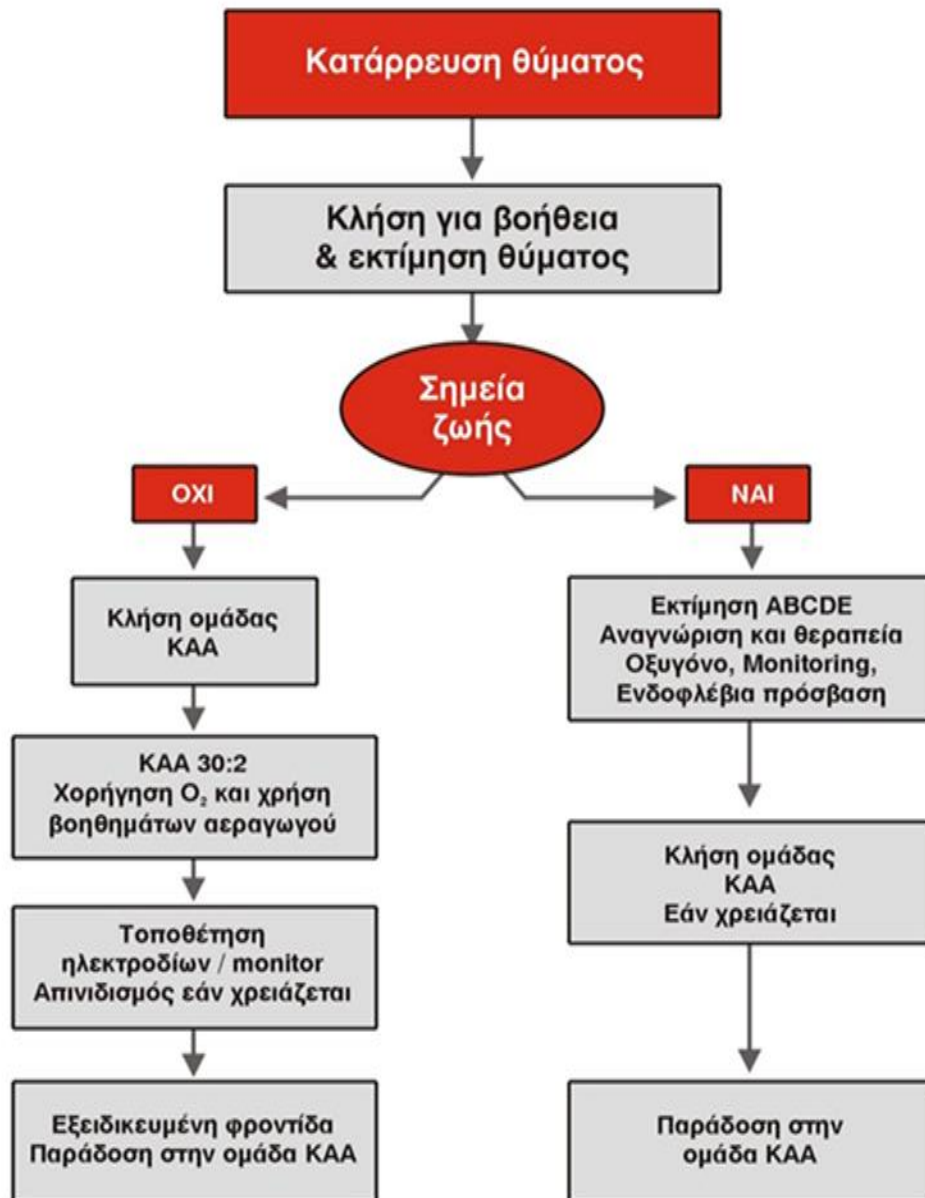 Κατάρρευση θύματος
Κλήση για βοήθεια
& εκτίμηση θύματος
Σημεία
ζωής
ΟΧΙ
ΝΑΙ
Κλήση ομάδας
ΚΑΑ
ΚΑΑ 30:2
Χορήγηση O₂ και χρήση
βοηθημάτων αεραγωγού
Τοποθέτηση
ηλεκτροδίων / monitor
Απινιδισμός εάν χρειάζεται
Εξειδικευμένη φροντίδα
Παράδοση στην ομάδα ΚΑΑ
Εκτίμηση ABCDE
Αναγνώριση και θεραπεία
Οξυγόνο, Monitoring,
Ενδοφλέβια πρόσβαση
Κλήση ομάδας
ΚΑΑ
Εάν χρειάζεται
Παράδοση στην
ομάδα ΚΑΑ